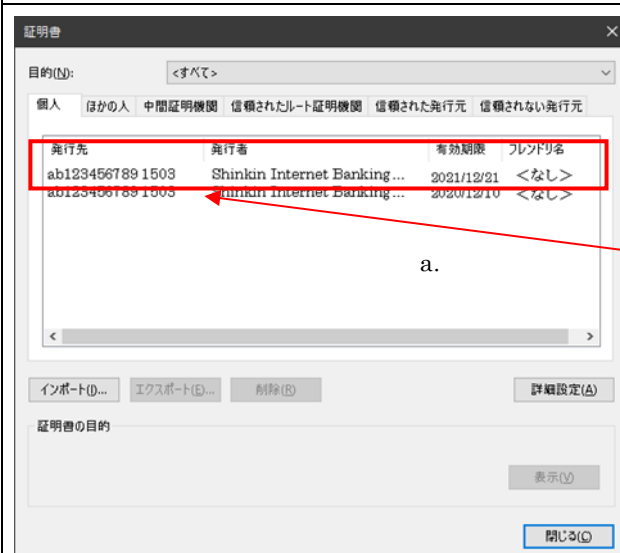 証明書
目的(N): <すべて>
個人 ほかの人 中間証明機関 信頼されたルート証明機関 信頼された発行元 信頼されない発行元
発行先 発行者 有効期限 フレンドリ名
ab123456789 1503 Shinkin Internet Banking... 2021/12/21 <なし>
ab123456789 1503 Shinkin Internet Banking... 2020/12/10 <なし>
a.
インポート(I)... エクスポート(E)... 削除(R) 詳細設定(A)
証明書の目的
表示(V)
閉じる(C)